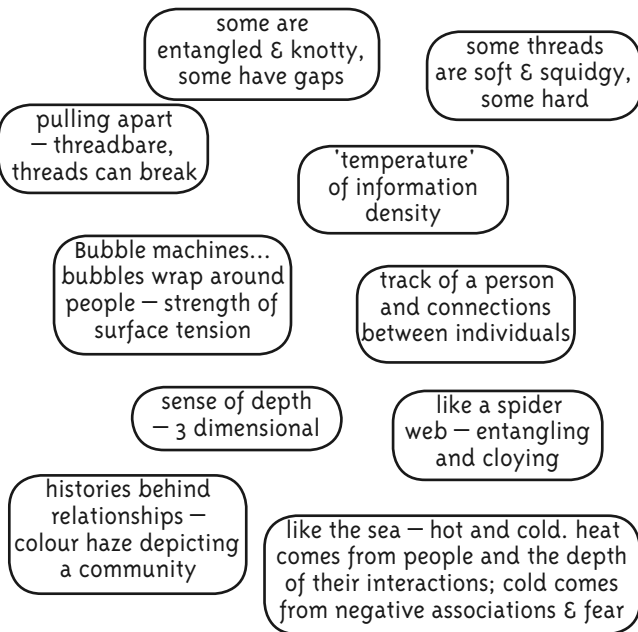 some are
entangled & knotty,
some have gaps
some threads
are soft & squidgy,
some hard
pulling apart
— threadbare,
threads can break
'temperature'
of information
density
Bubble machines...
bubbles wrap around
people — strength of
surface tension
track of a person
and connections
between individuals
sense of depth
— 3 dimensional
like a spider
web — entangling
and cloying
histories behind
relationships —
colour haze depicting
a community
like the sea — hot and cold. heat
comes from people and the depth
of their interactions; cold comes
from negative associations & fear